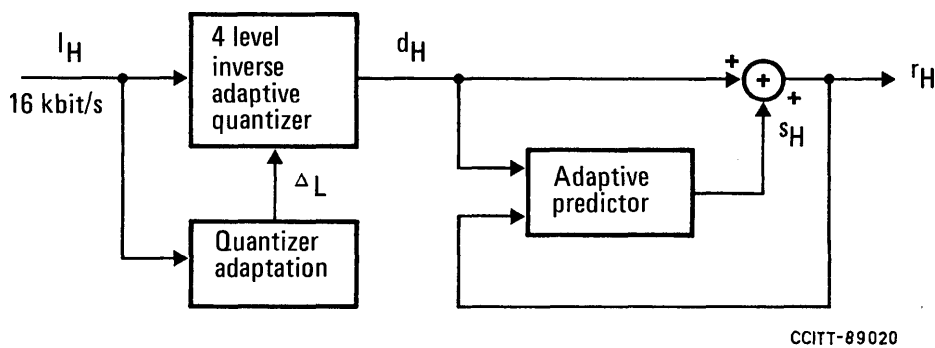 I_H
16 kbit/s
4 level
inverse
adaptive
quantizer
d_H
+
+
+
r_H
s_H
Δ_L
Adaptive
predictor
Quantizer
adaptation
CCITT-89020